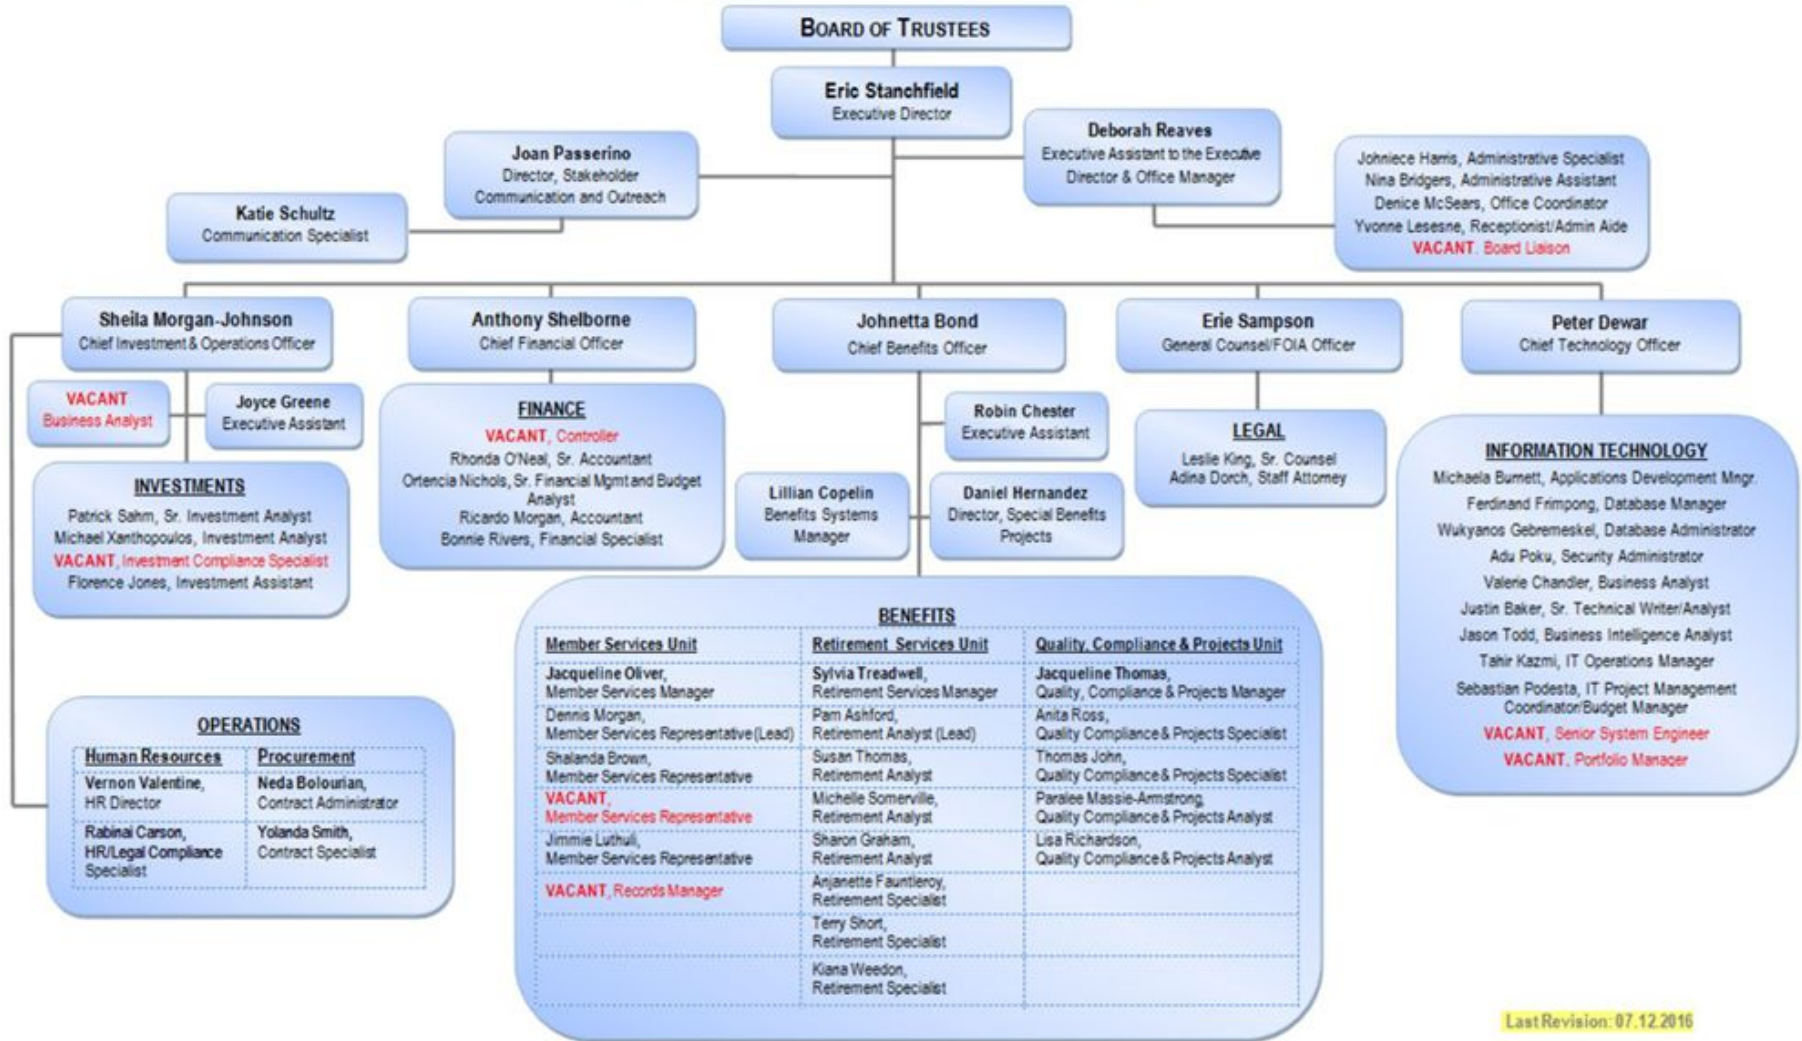 BOARD OF TRUSTEES
Eric Stanchfield
Executive Director
Deborah Reaves
Executive Assistant to the Executive
Director & Office Manager
Johniece Harris, Administrative Specialist
Nina Bridgers, Administrative Assistant
Denice McSears, Office Coordinator
Yvonne Lesesne, Receptionist/Admin Aide
VACANT. Board Liaison
Joan Passerino
Director, Stakeholder
Communication and Outreach
Katie Schultz
Communication Specialist
Sheila Morgan-Johnson
Chief Investment & Operations Officer
Anthony Shelborne
Chief Financial Officer
Johnetta Bond
Chief Benefits Officer
Erie Sampson
General Counsel/FOIA Officer
Peter Dewar
Chief Technology Officer
VACANT
Business Analyst
Joyce Greene
Executive Assistant
INVESTMENTS
Patrick Sahm, Sr. Investment Analyst
Michael Xanthopoulos, Investment Analyst
VACANT, Investment Compliance Specialist
Florence Jones, Investment Assistant
OPERATIONS
Human Resources
Vernon Valentine,
HR Director
Rabinai Carson,
HR/Legal Compliance
Specialist
Procurement
Neda Bolourian,
Contract Administrator
Yolanda Smith,
Contract Specialist
FINANCE
VACANT, Controller
Rhonda O'Neal, Sr. Accountant
Ortencia Nichols, Sr. Financial Mgmt and Budget
Analyst
Ricardo Morgan, Accountant
Bonnie Rivers, Financial Specialist
Robin Chester
Executive Assistant
Lillian Copelin
Benefits Systems
Manager
Daniel Hernandez
Director, Special Benefits
Projects
BENEFITS
Member Services Unit
Jacqueline Oliver,
Member Services Manager
Dennis Morgan,
Member Services Representative (Lead)
Shalanda Brown,
Member Services Representative
VACANT,
Member Services Representative
Jimmie Luthuli,
Member Services Representative
VACANT, Records Manager
Retirement Services Unit
Sylvia Treadwell,
Retirement Services Manager
Pam Ashford,
Retirement Analyst (Lead)
Susan Thomas,
Retirement Analyst
Michelle Somerville,
Retirement Analyst
Sharon Graham,
Retirement Analyst
Anjanette Fauntleroy,
Retirement Specialist
Terry Short,
Retirement Specialist
Kiana Weedon,
Retirement Specialist
Quality, Compliance & Projects Unit
Jacqueline Thomas,
Quality, Compliance & Projects Manager
Anita Ross,
Quality Compliance & Projects Specialist
Thomas John,
Quality Compliance & Projects Specialist
Paralee Massie-Armstrong,
Quality Compliance & Projects Analyst
Lisa Richardson,
Quality Compliance & Projects Analyst
LEGAL
Leslie King, Sr. Counsel
Adina Dorch, Staff Attorney
INFORMATION TECHNOLOGY
Michaela Burnett, Applications Development Mngr.
Ferdinand Frimpong, Database Manager
Wukyanos Gebremeskel, Database Administrator
Adu Poku, Security Administrator
Valerie Chandler, Business Analyst
Justin Baker, Sr. Technical Writer/Analyst
Jason Todd, Business Intelligence Analyst
Tahir Kazmi, IT Operations Manager
Sebastian Podesta, IT Project Management
Coordinator/Budget Manager
VACANT, Senior System Engineer
VACANT. Portfolio Manager
Last Revision: 07.12.2016